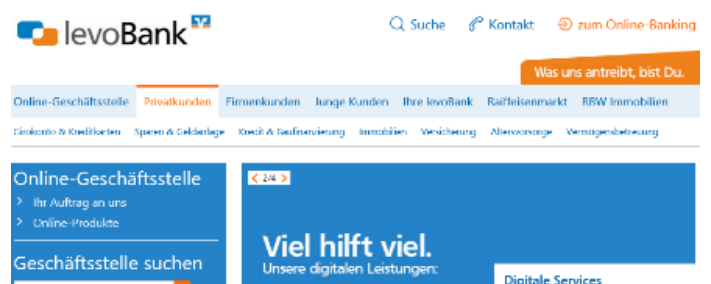 levoBank
Suche Kontakt zum Online-Banking
Was uns antreibt, bist Du.
Online-Geschäftsstelle Privatkunden Firmenkunden Junge Kunden Ihre levoBank Raiffeisenmarkt RBW Immobilien
Girokonto & Kreditkarten Sparen & Geldanlage Kredit & Baufinanzierung Immobilien Versicherung Altersvorsorge Vermögensbetreuung
Online-Geschäftsstelle
< 2/4 >
> Ihr Auftrag an uns
> Online-Produkte
Viel hilft viel.
Geschäftsstelle suchen
Unsere digitalen Leistungen:
Digitale Services